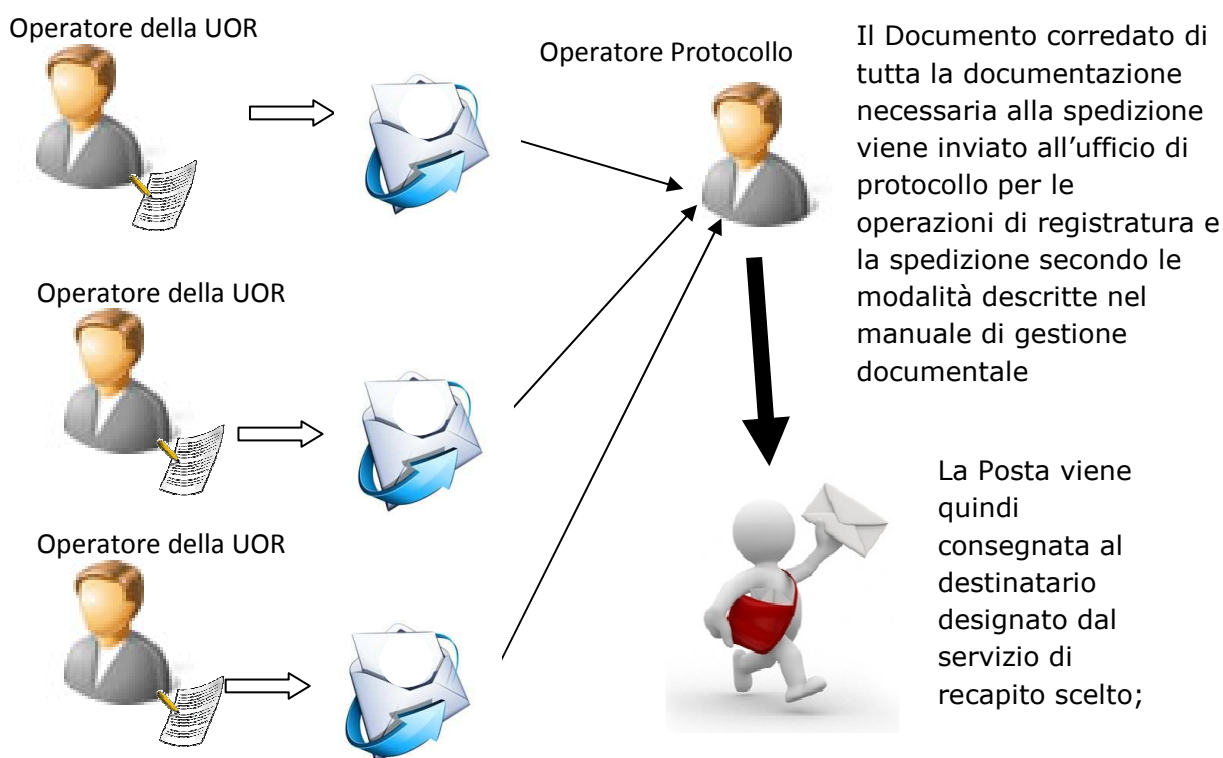 Operatore della UOR
Operatore Protocollo
Il Documento corredato di
tutta la documentazione
necessaria alla spedizione
viene inviato all’ufficio di
protocollo per le
operazioni di registratura e
la spedizione secondo le
modalità descritte nel
manuale di gestione
documentale
Operatore della UOR
La Posta viene
quindi
consegnata al
destinatario
designato dal
servizio di
recapito scelto;
Operatore della UOR